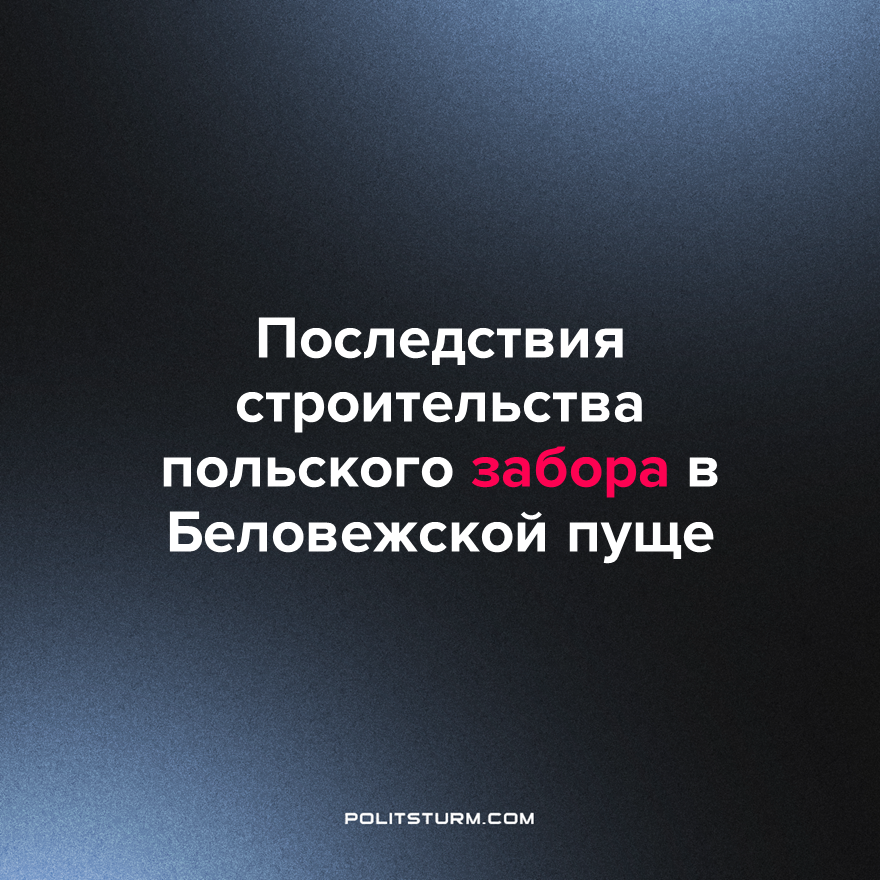 Последствия
строительства
польского забора в
Беловежской пуще
POLITSTURM.COM